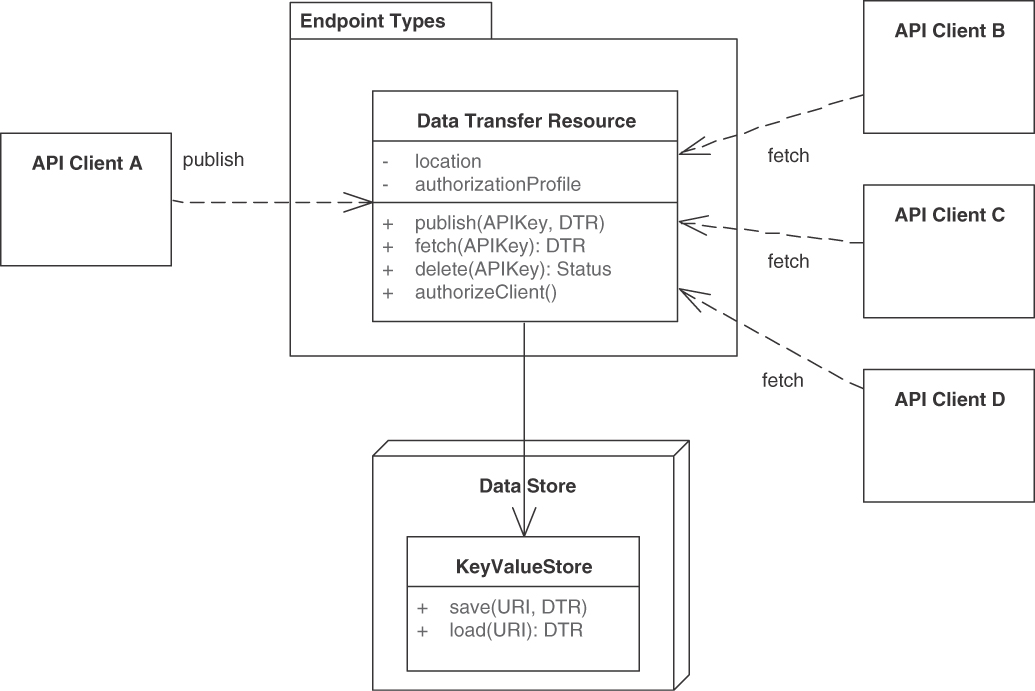 Endpoint Types
API Client B
Data Transfer Resource
API Client A
publish
- location
- authorizationProfile
fetch
+ publish(APIKey, DTR)
+ fetch(APIKey): DTR
+ delete(APIKey): Status
+ authorizeClient()
API Client C
fetch
fetch
API Client D
Data Store
KeyValueStore
+ save(URI, DTR)
+ load(URI): DTR